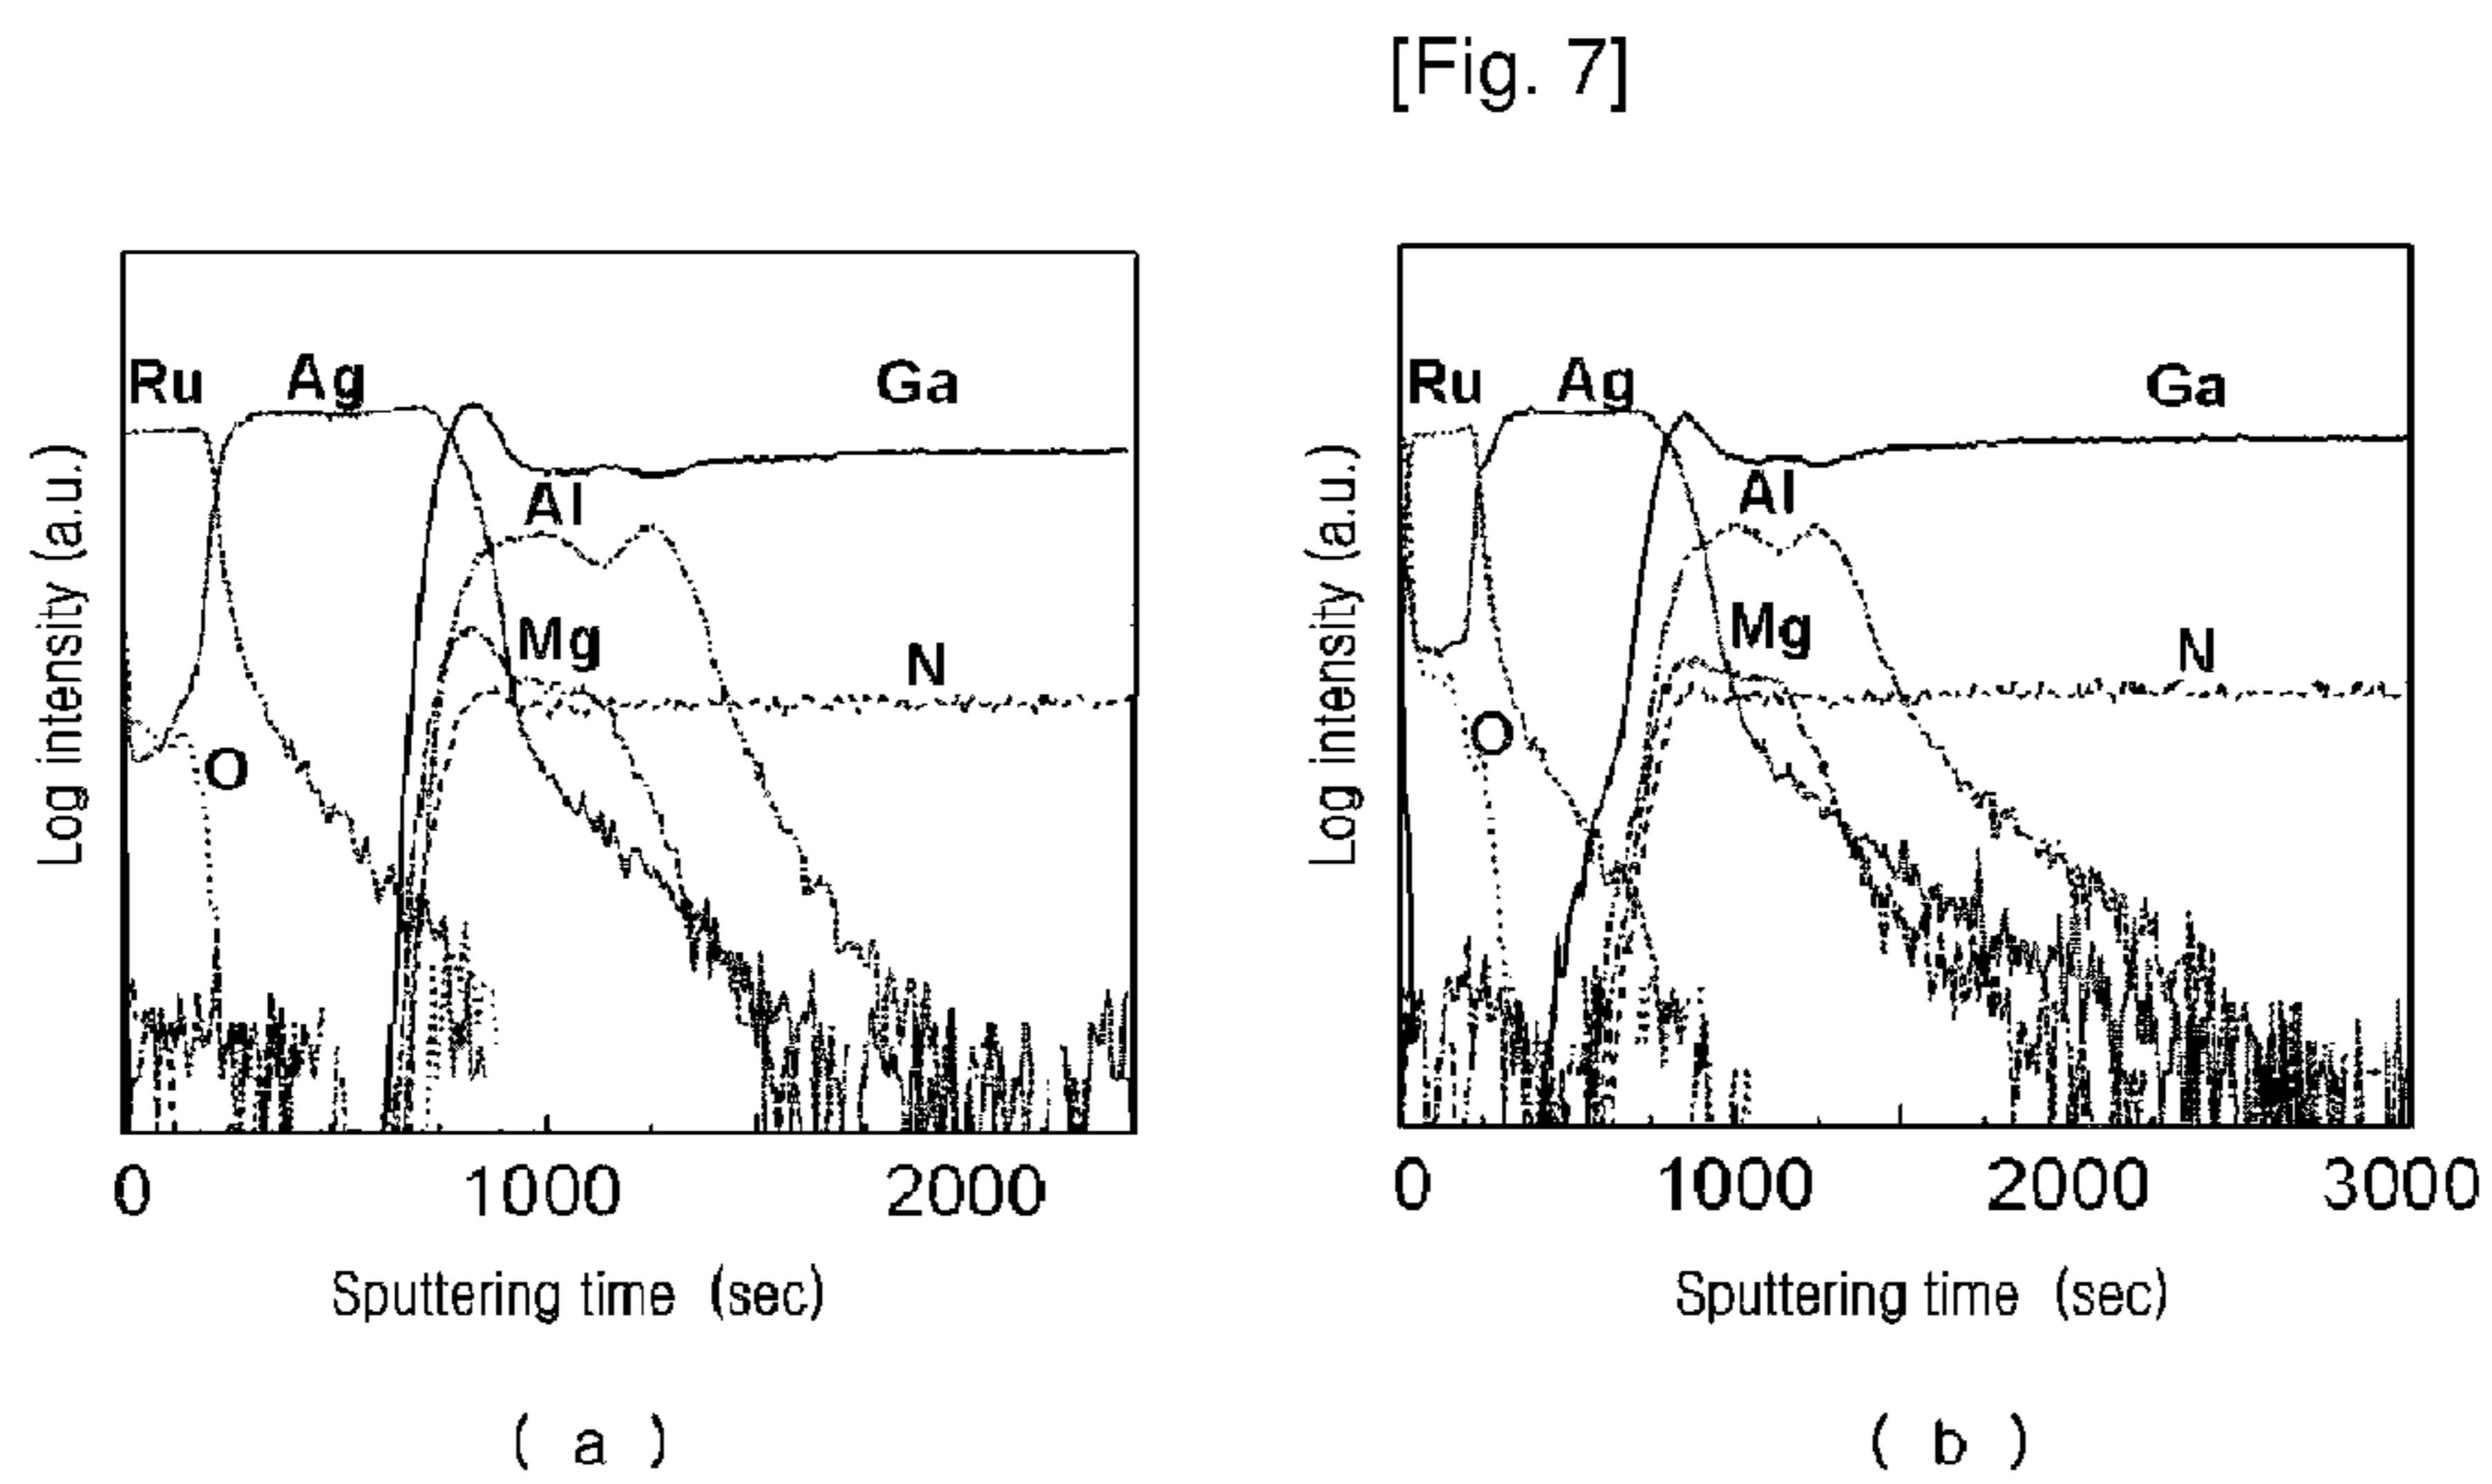 [Fig. 7]
Ru Ag Ga
Al
Mg
N
O
Log intensity (a.u.)
0 1000 2000
Sputtering time (sec)
( a )
Ru Ag Ga
Al
Mg
N
O
Log intensity (a.u.)
0 1000 2000 3000
Sputtering time (sec)
( b )